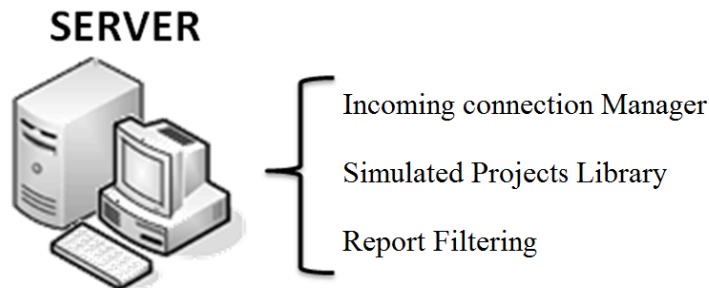 SERVER
Incoming connection Manager
Simulated Projects Library
Report Filtering